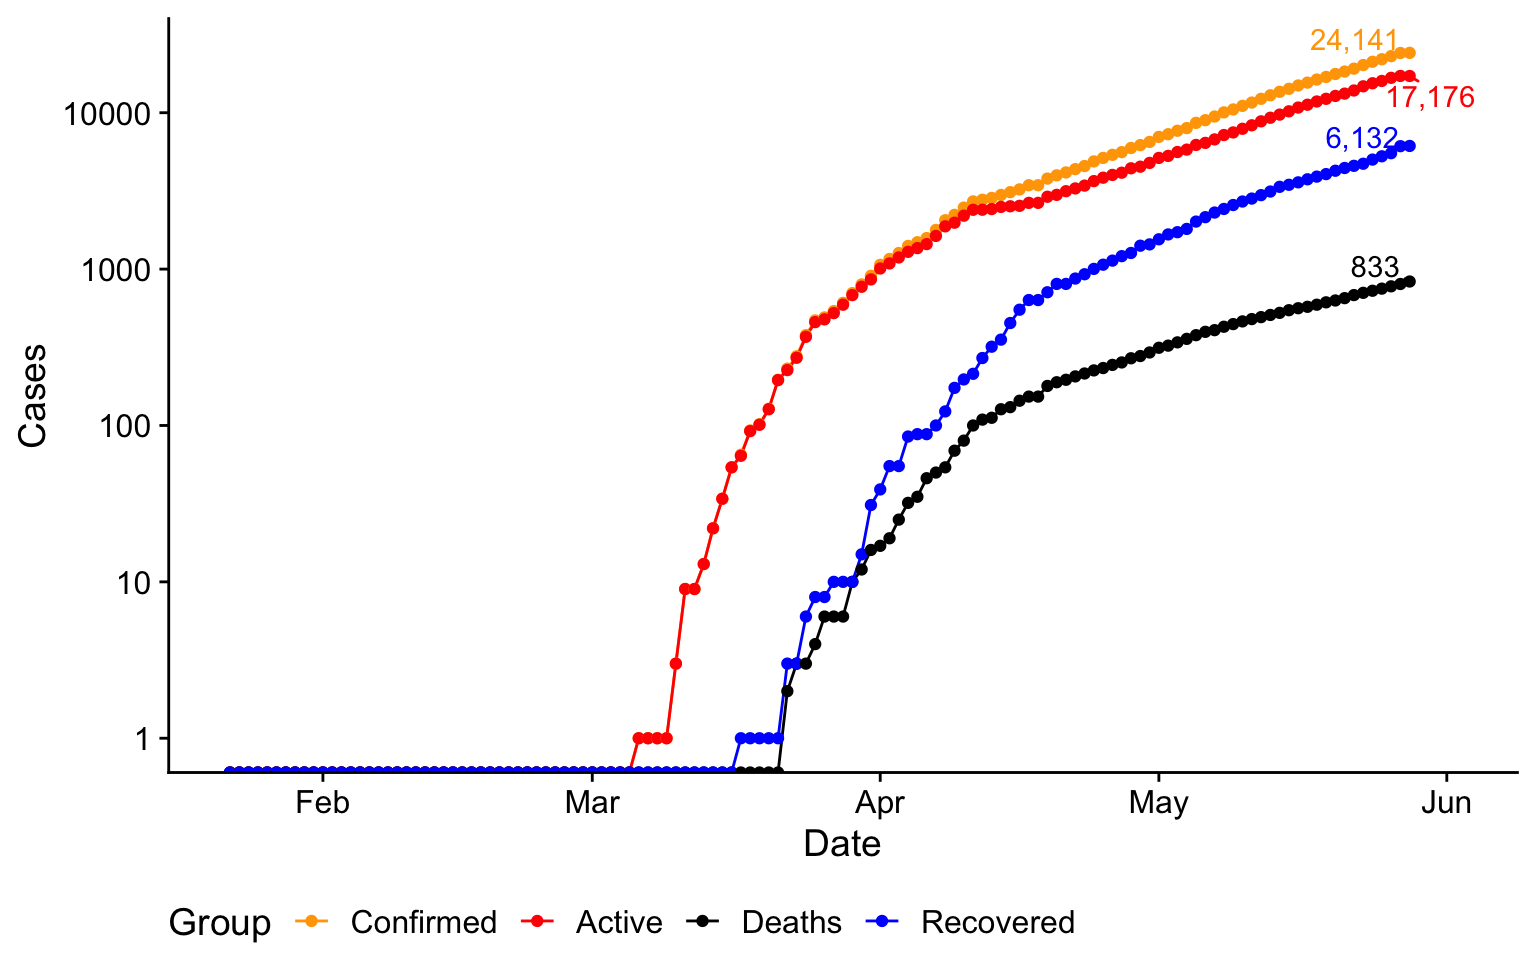 24,141
10000
17,176
6,132
1000
833
Cases
100
10
1
Feb Mar Apr May Jun
Date
Group Confirmed Active Deaths Recovered